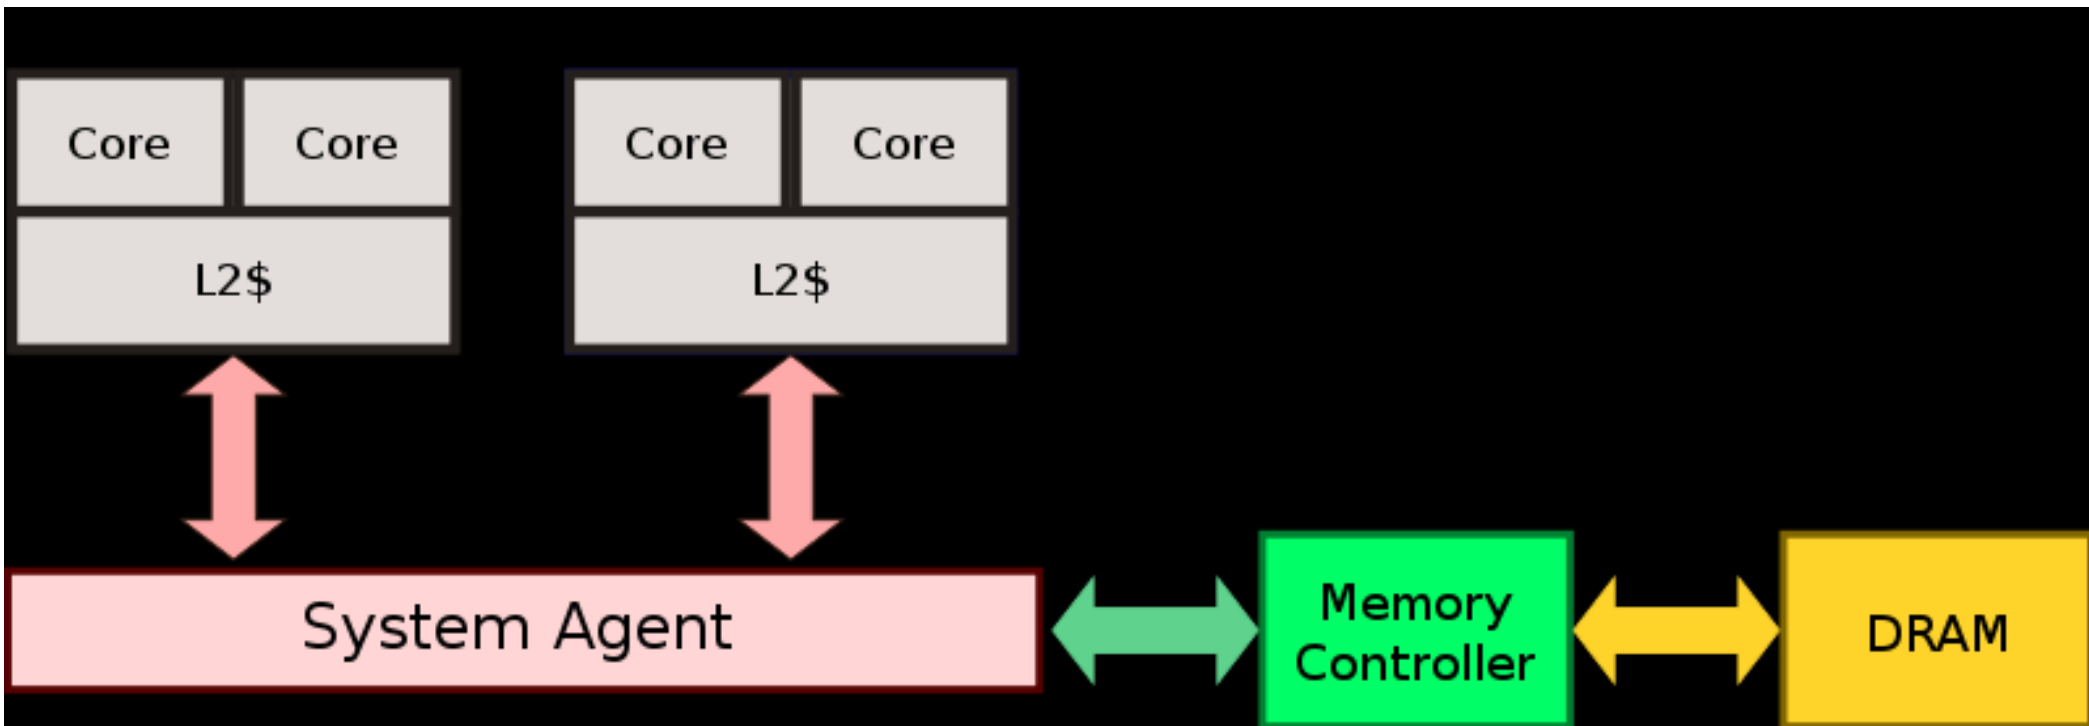 Core
Core
Core
Core
L2$
L2$
System Agent
Memory
Controller
DRAM